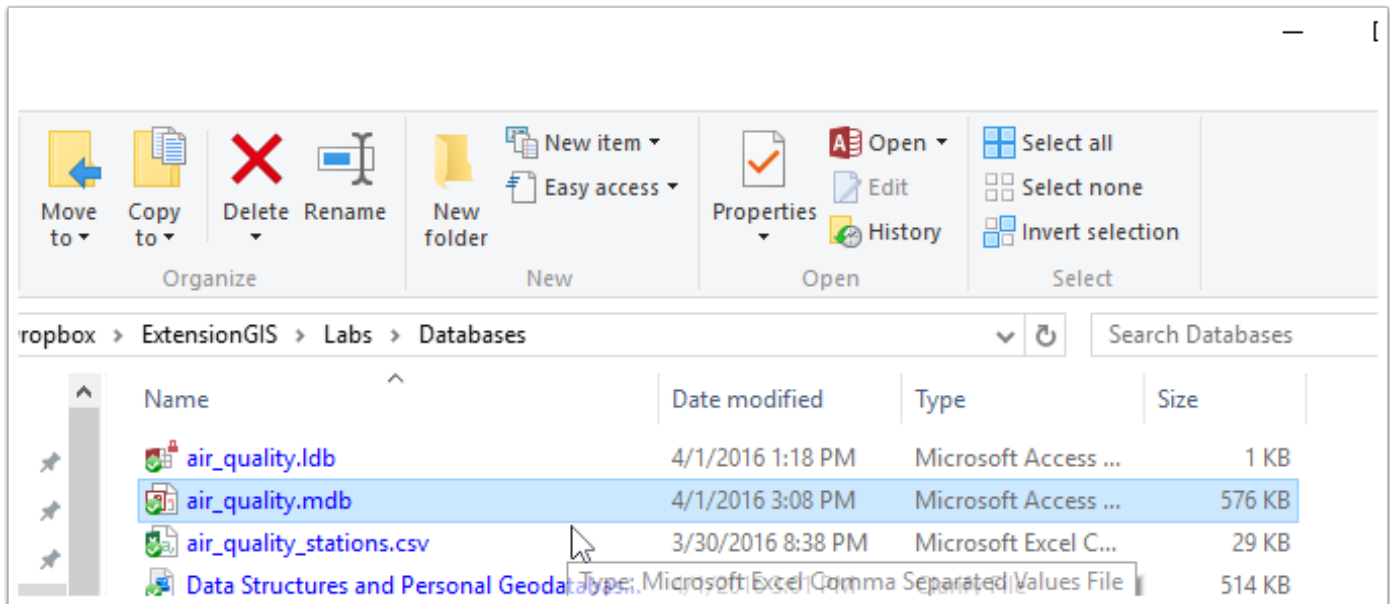 Move to
Copy to
Delete
Rename
New folder
New item
Easy access
Properties
Open
Edit
History
Select all
Select none
Invert selection
Organize
New
Open
Select
ropbox > ExtensionGIS > Labs > Databases
Search Databases
Name Date modified Type Size
air_quality.ldb 4/1/2016 1:18 PM Microsoft Access ... 1 KB
air_quality.mdb 4/1/2016 3:08 PM Microsoft Access ... 576 KB
air_quality_stations.csv 3/30/2016 8:38 PM Microsoft Excel C... 29 KB
Data Structures and Personal Geodatabas... 514 KB
Type: Microsoft Excel Comma Separated Values File